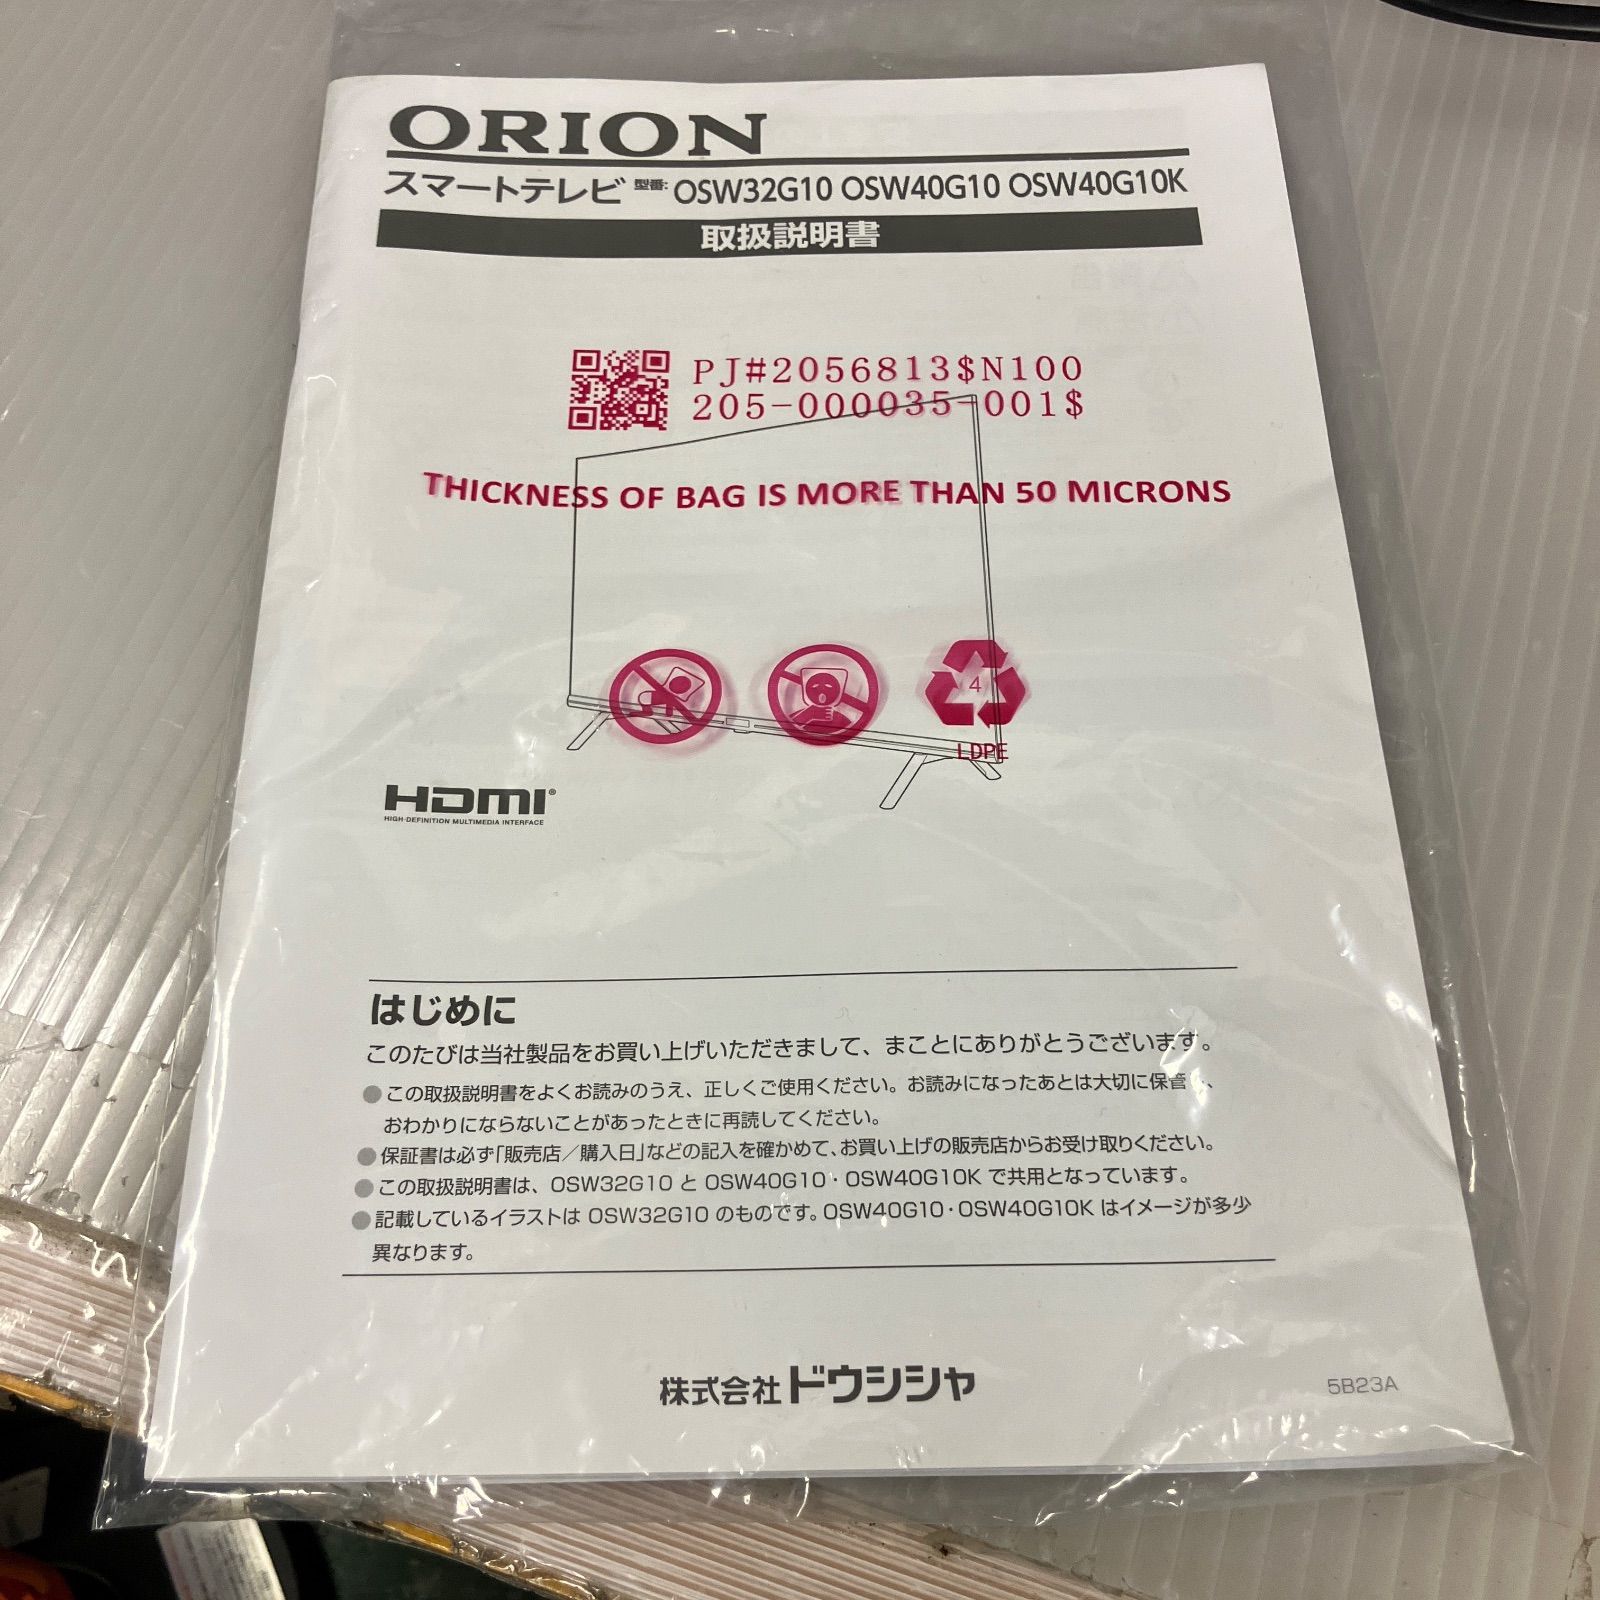 ORION
スマートテレビ 型番: OSW32G10 OSW40G10 OSW40G10K
取扱説明書
PJ#2056813$N100
205-000035-001$
THICKNESS OF BAG IS MORE THAN 50 MICRONS
4
LDPE
HDMI®
HIGH-DEFINITION MULTIMEDIA INTERFACE
はじめに
このたびは当社製品をお買い上げいただきまして、まことにありがとうございます。
●この取扱説明書をよくお読みのうえ、正しくご使用ください。お読みになったあとは大切に保管し、
おわかりにならないことがあったときに再読してください。
●保証書は必ず「販売店／購入日」などの記入を確かめて、お買い上げの販売店からお受け取りください。
●この取扱説明書は、OSW32G10 と OSW40G10・OSW40G10K で共用となっています。
●記載しているイラストは OSW32G10 のものです。OSW40G10・OSW40G10K はイメージが多少
異なります。
株式会社ドウシシャ
5B23A